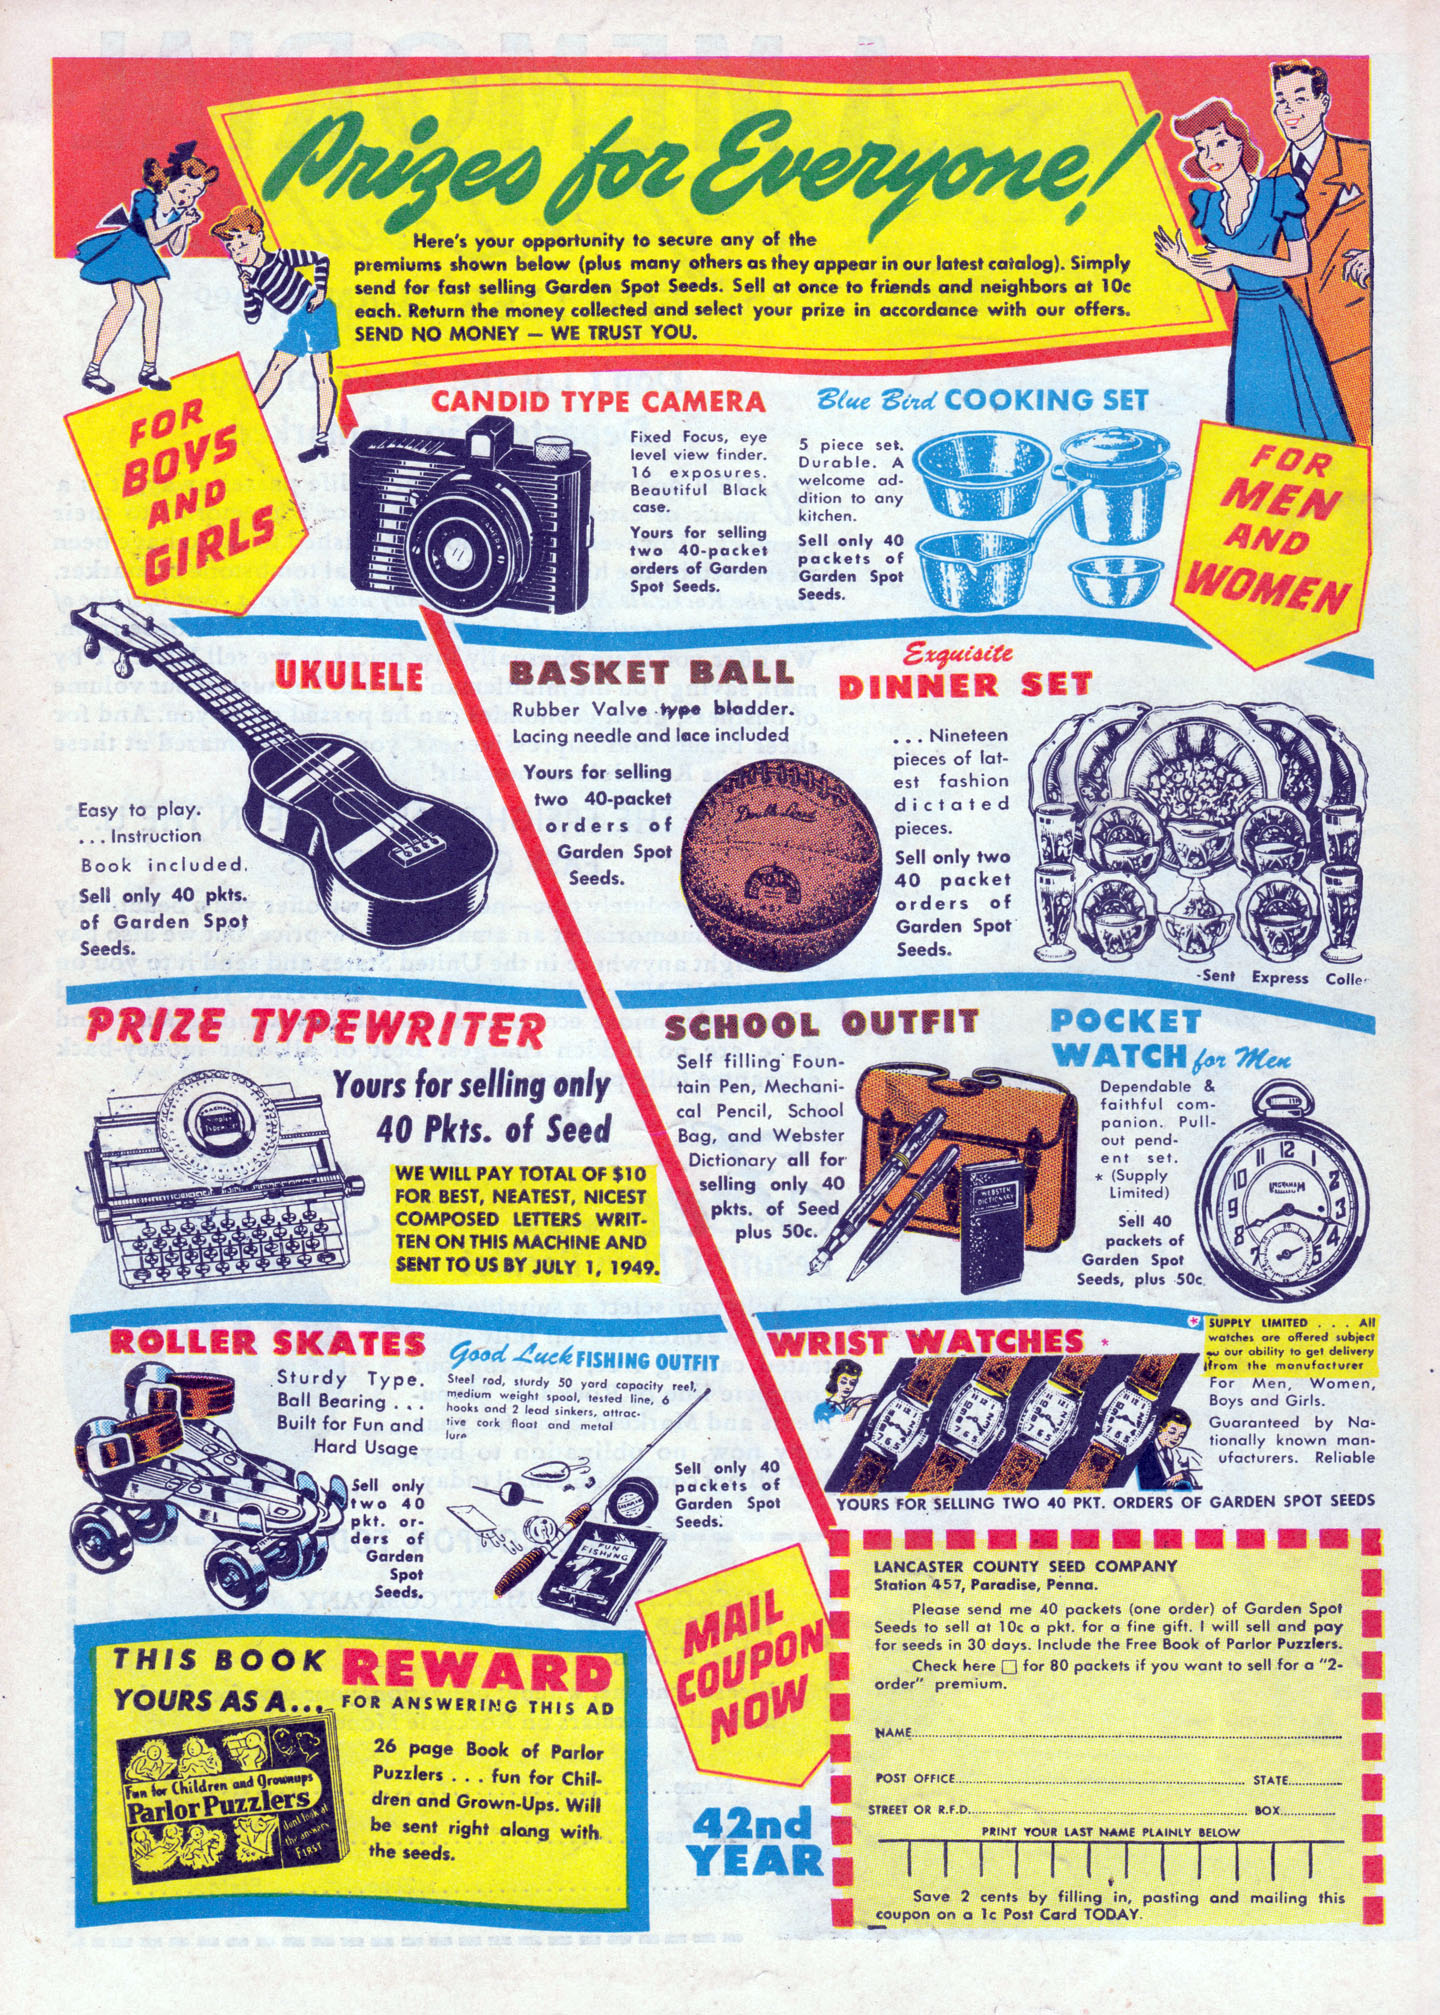 Prizes for Everyone!
Here's your opportunity to secure any of the
premiums shown below (plus many others as they appear in our latest catalog). Simply
send for fast selling Garden Spot Seeds. Sell at once to friends and neighbors at 10c
each. Return the money collected and select your prize in accordance with our offers.
SEND NO MONEY — WE TRUST YOU.
FOR
BOYS
AND
GIRLS
CANDID TYPE CAMERA
Fixed Focus, eye
level view finder.
16 exposures.
Beautiful Black
case.
Yours for selling
two 40-packet
orders of Garden
Spot Seeds.
Blue Bird COOKING SET
5 piece set.
Durable. A
welcome ad-
dition to any
kitchen.
Sell only 40
packets of
Garden Spot
Seeds.
FOR
MEN
AND
WOMEN
UKULELE
Easy to play.
...Instruction
Book included.
Sell only 40 pkts.
of Garden Spot
Seeds.
BASKET BALL
Rubber Valve type bladder.
Lacing needle and lace included
Yours for selling
two 40-packet
orders of
Garden Spot
Seeds.
Exquisite
DINNER SET
... Nineteen
pieces of lat-
est fashion
dictated
pieces.
Sell only two
40 packet
orders of
Garden Spot
Seeds.
-Sent Express Colle
PRIZE TYPEWRITER
Yours for selling only
40 Pkts. of Seed
WE WILL PAY TOTAL OF $10
FOR BEST, NEATEST, NICEST
COMPOSED LETTERS WRIT-
TEN ON THIS MACHINE AND
SENT TO US BY JULY 1, 1949.
SCHOOL OUTFIT
Self filling Foun-
tain Pen, Mechani-
cal Pencil, School
Bag, and Webster
Dictionary all for
selling only 40
pkts. of Seed
plus 50c.
WEBSTER
DICTIONARY
POCKET
WATCH for Men
Dependable &
faithful com-
panion. Pull-
out pend-
ent set.
* (Supply
Limited)
Sell 40
packets of
Garden Spot
Seeds, plus 50c
INGRAHAM
ROLLER SKATES
Sturdy Type.
Ball Bearing ...
Built for Fun and
Hard Usage
Sell only
two 40
pkt. or-
ders of
Garden
Spot
Seeds.
Good Luck FISHING OUTFIT
Steel rod, sturdy 50 yard capacity reel,
medium weight spool, tested line, 6
hooks and 2 lead sinkers, attrac-
tive cork float and metal
lure
Sell only 40
packets of
Garden Spot
Seeds.
FUN
FISHING
WRIST WATCHES *
* SUPPLY LIMITED . . . All
watches are offered subject
to our ability to get delivery
from the manufacturer
For Men, Women,
Boys and Girls.
Guaranteed by Na-
tionally known man-
ufacturers. Reliable
YOURS FOR SELLING TWO 40 PKT. ORDERS OF GARDEN SPOT SEEDS
THIS BOOK
YOURS AS A...
REWARD
FOR ANSWERING THIS AD
Fun for Children and Grownups
Parlor Puzzlers
don't look at
the answers
FIRST
26 page Book of Parlor
Puzzlers . . . fun for Chil-
dren and Grown-Ups. Will
be sent right along with
the seeds.
MAIL
COUPON
NOW
42nd
YEAR
LANCASTER COUNTY SEED COMPANY
Station 457, Paradise, Penna.
Please send me 40 packets (one order) of Garden Spot
Seeds to sell at 10c a pkt. for a fine gift. I will sell and pay
for seeds in 30 days. Include the Free Book of Parlor Puzzlers.
Check here □ for 80 packets if you want to sell for a "2-
order" premium.
NAME
POST OFFICE STATE
STREET OR R.F.D. BOX
PRINT YOUR LAST NAME PLAINLY BELOW
Save 2 cents by filling in, pasting and mailing this
coupon on a 1c Post Card TODAY.